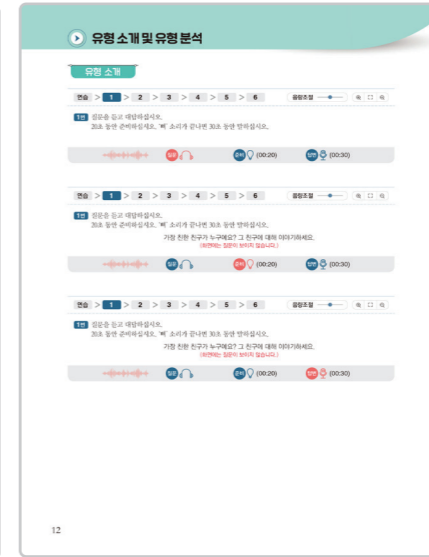 유형 소개 및 유형 분석
유형 소개
연습 > 1 > 2 > 3 > 4 > 5 > 6 음량조절
1번 질문을 듣고 대답하십시오.
20초 동안 준비하십시오. '삐' 소리가 끝나면 30초 동안 말하십시오.
질문 준비 (00:20) 답변 (00:30)
연습 > 1 > 2 > 3 > 4 > 5 > 6 음량조절
1번 질문을 듣고 대답하십시오.
20초 동안 준비하십시오. '삐' 소리가 끝나면 30초 동안 말하십시오.
가장 친한 친구가 누구예요? 그 친구에 대해 이야기하세요.
(화면에는 질문이 보이지 않습니다.)
질문 준비 (00:20) 답변 (00:30)
연습 > 1 > 2 > 3 > 4 > 5 > 6 음량조절
1번 질문을 듣고 대답하십시오.
20초 동안 준비하십시오. '삐' 소리가 끝나면 30초 동안 말하십시오.
가장 친한 친구가 누구예요? 그 친구에 대해 이야기하세요.
(화면에는 질문이 보이지 않습니다.)
질문 준비 (00:20) 답변 (00:30)
12